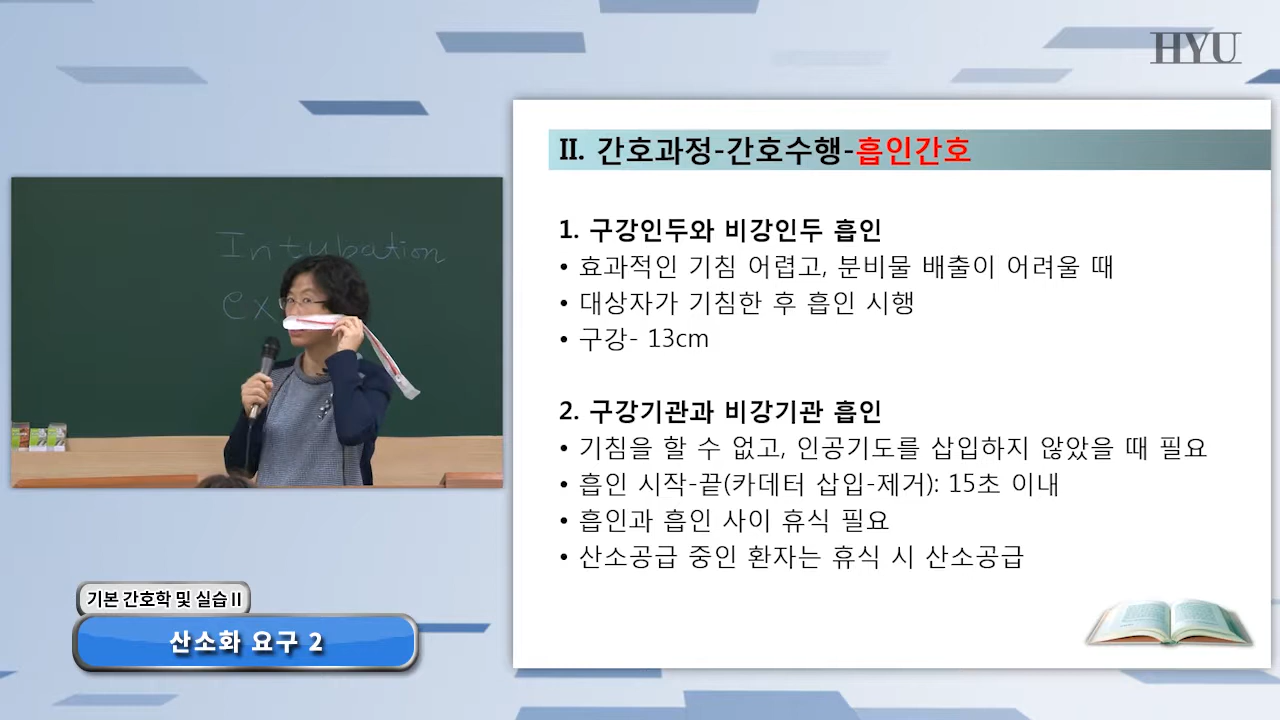 HYU
II. 간호과정-간호수행-흡인간호
Intubation
ex
1. 구강인두와 비강인두 흡인
• 효과적인 기침 어렵고, 분비물 배출이 어려울 때
• 대상자가 기침한 후 흡인 시행
• 구강- 13cm
2. 구강기관과 비강기관 흡인
• 기침을 할 수 없고, 인공기도를 삽입하지 않았을 때 필요
• 흡인 시작-끝(카데터 삽입-제거): 15초 이내
• 흡인과 흡인 사이 휴식 필요
• 산소공급 중인 환자는 휴식 시 산소공급
기본 간호학 및 실습 II
산소화 요구 2